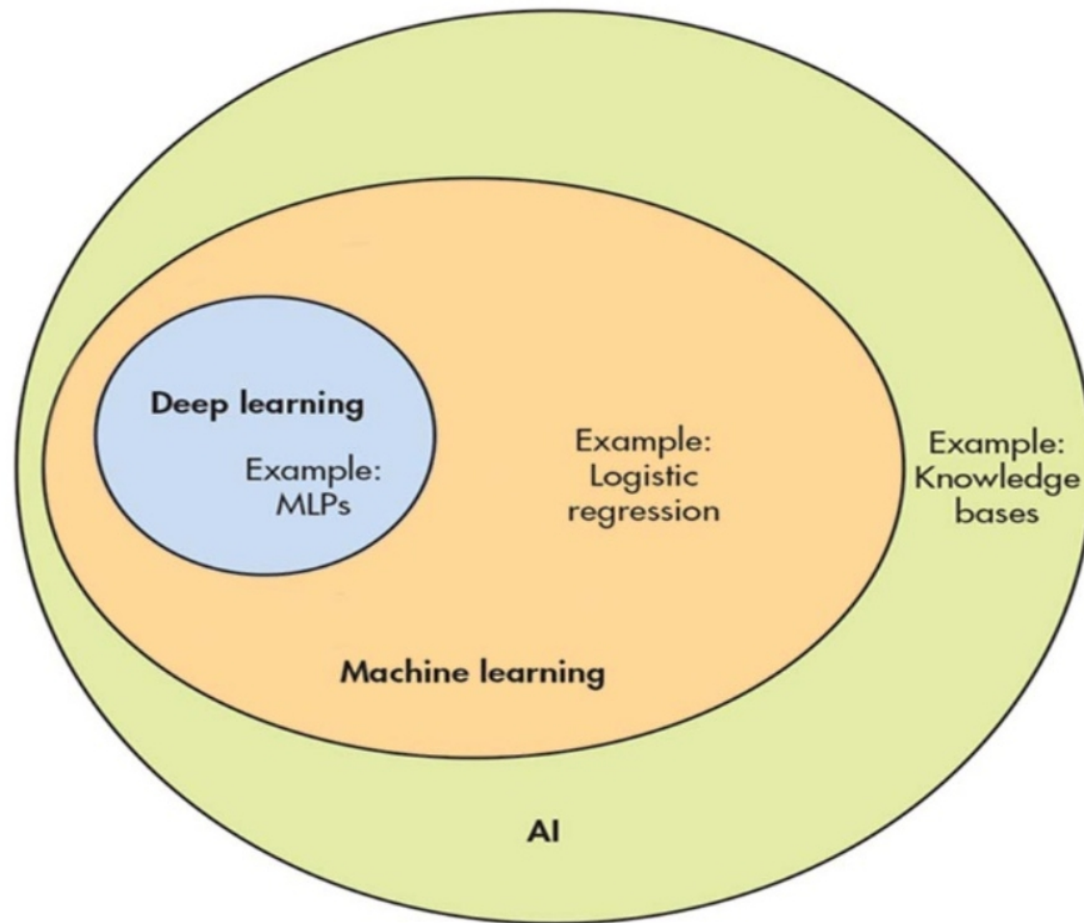 Deep learning
Example:
MLPs
Example:
Logistic
regression
Example:
Knowledge
bases
Machine learning
AI